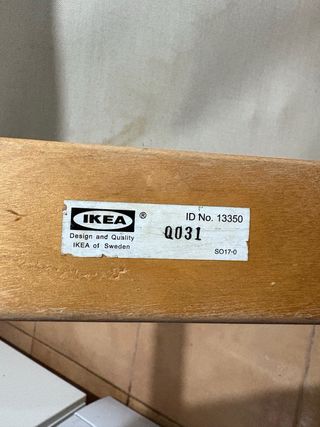 IKEA ®
ID No. 13350
Design and Quality
IKEA of Sweden
Q031
SO17-0